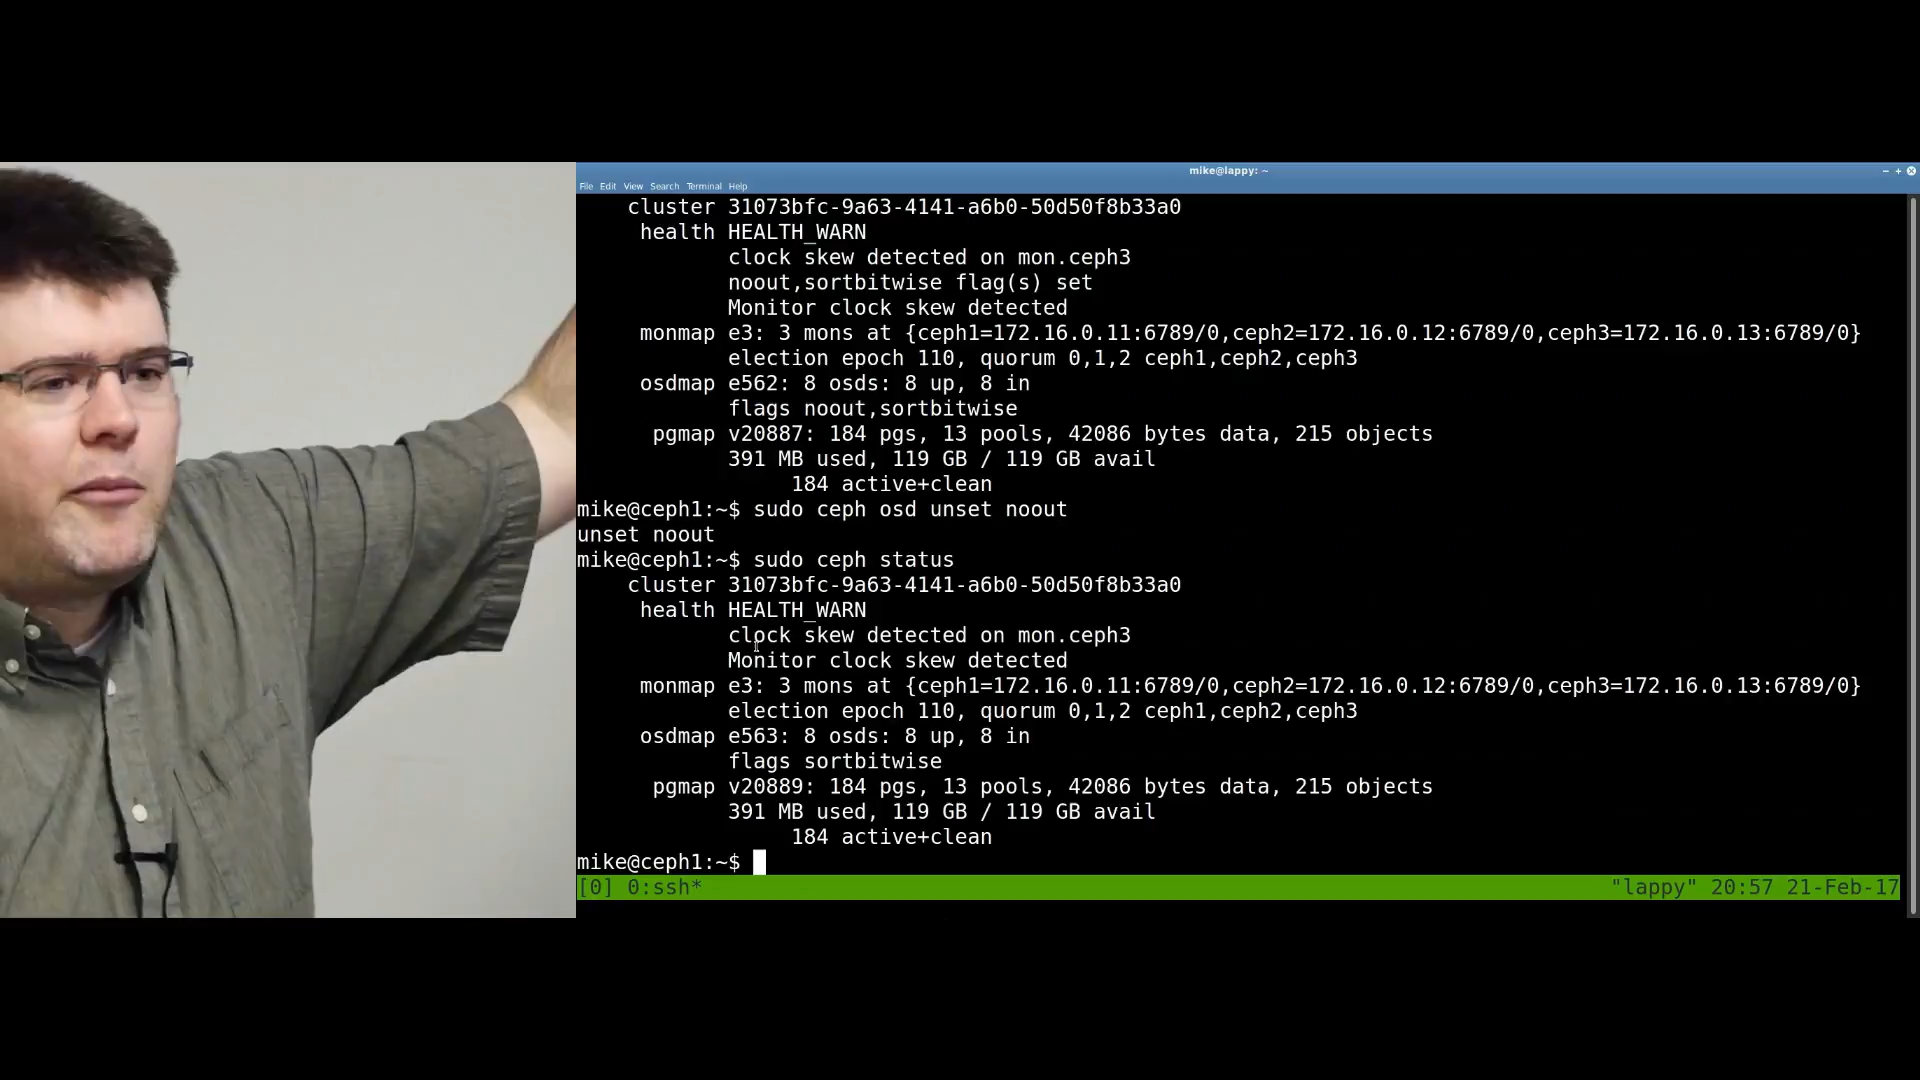 mike@lappy: ~
File Edit View Search Terminal Help
cluster 31073bfc-9a63-4141-a6b0-50d50f8b33a0
health HEALTH_WARN
clock skew detected on mon.ceph3
noout,sortbitwise flag(s) set
Monitor clock skew detected
monmap e3: 3 mons at {ceph1=172.16.0.11:6789/0,ceph2=172.16.0.12:6789/0,ceph3=172.16.0.13:6789/0}
election epoch 110, quorum 0,1,2 ceph1,ceph2,ceph3
osdmap e562: 8 osds: 8 up, 8 in
flags noout,sortbitwise
pgmap v20887: 184 pgs, 13 pools, 42086 bytes data, 215 objects
391 MB used, 119 GB / 119 GB avail
184 active+clean
mike@ceph1:~$ sudo ceph osd unset noout
unset noout
mike@ceph1:~$ sudo ceph status
cluster 31073bfc-9a63-4141-a6b0-50d50f8b33a0
health HEALTH_WARN
clock skew detected on mon.ceph3
Monitor clock skew detected
monmap e3: 3 mons at {ceph1=172.16.0.11:6789/0,ceph2=172.16.0.12:6789/0,ceph3=172.16.0.13:6789/0}
election epoch 110, quorum 0,1,2 ceph1,ceph2,ceph3
osdmap e563: 8 osds: 8 up, 8 in
flags sortbitwise
pgmap v20889: 184 pgs, 13 pools, 42086 bytes data, 215 objects
391 MB used, 119 GB / 119 GB avail
184 active+clean
mike@ceph1:~$
[0] 0:ssh* "lappy" 20:57 21-Feb-17